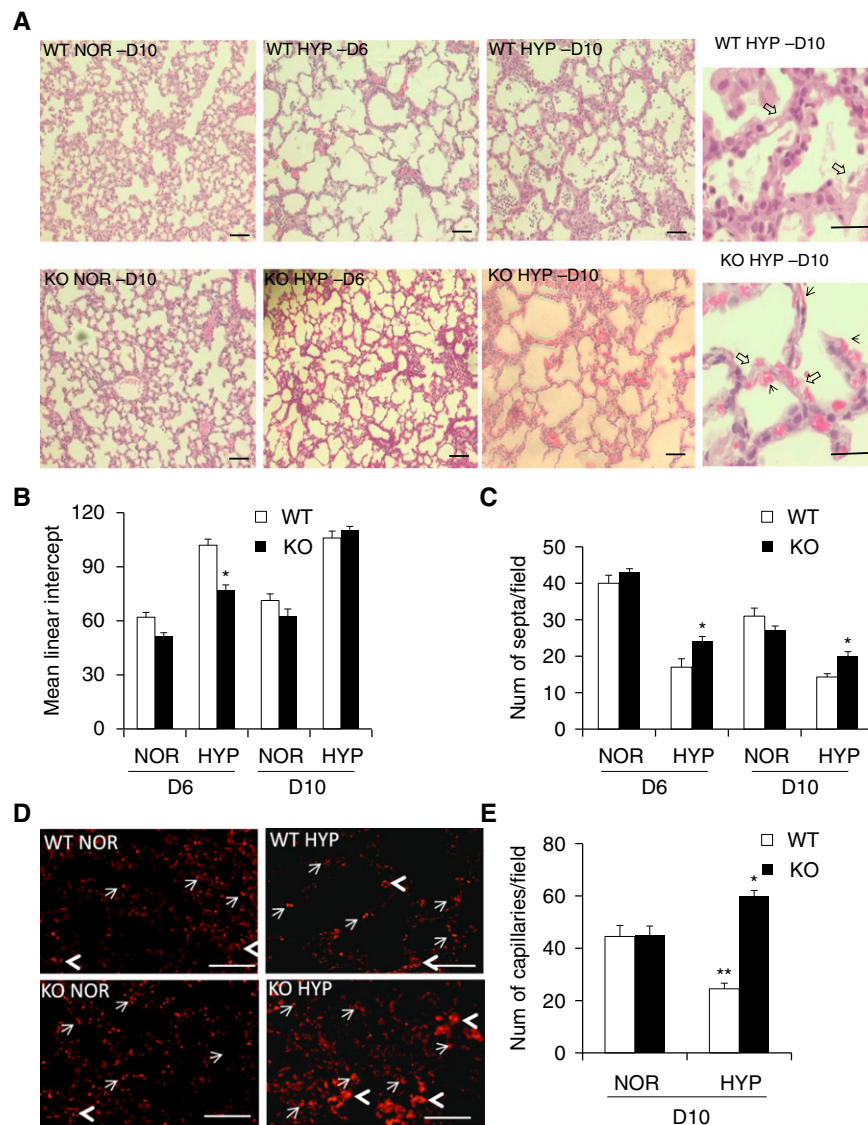 A
WT NOR –D10
WT HYP –D6
WT HYP –D10
WT HYP –D10
KO NOR –D10
KO HYP –D6
KO HYP –D10
KO HYP –D10
B
Mean linear intercept
120
90
60
30
0
WT
KO
*
NOR HYP NOR HYP
D6 D10
C
Num of septa/field
50
40
30
20
10
0
WT
KO
*
*
NOR HYP NOR HYP
D6 D10
D
WT NOR
WT HYP
KO NOR
KO HYP
E
Num of capillaries/field
80
60
40
20
0
WT
KO
*
**
NOR HYP
D10